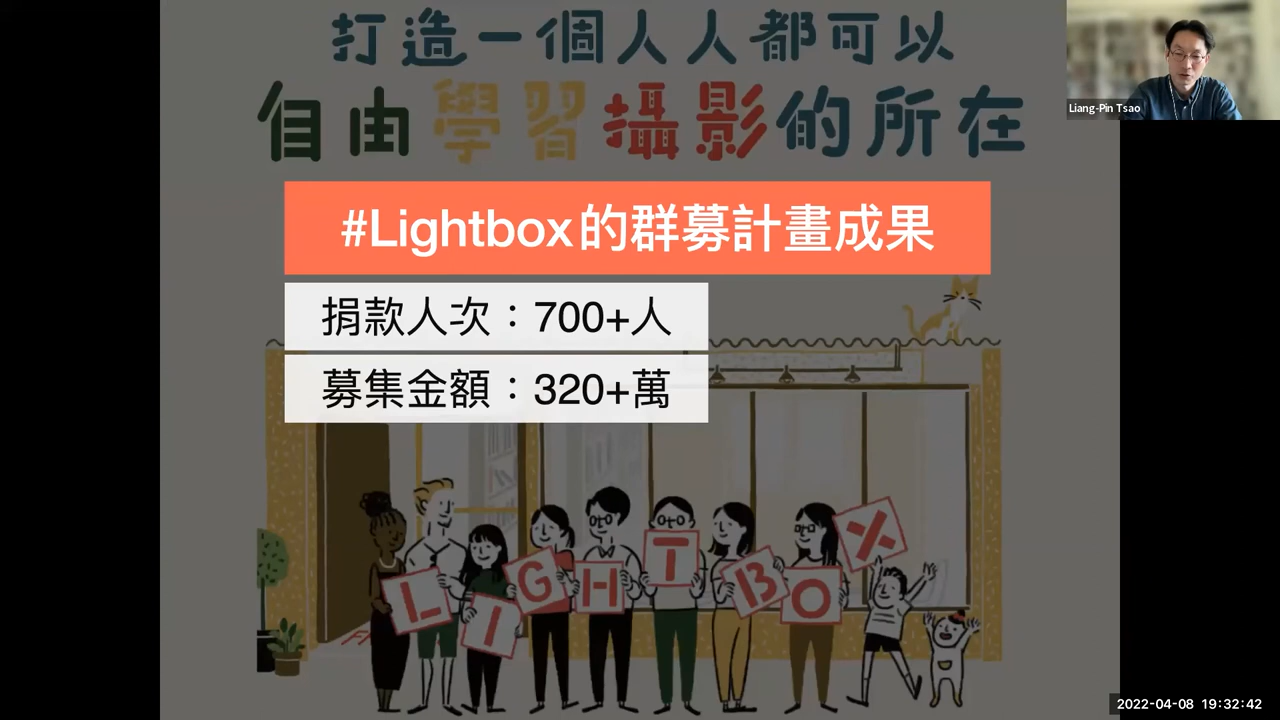 打造一個人人都可以
自由學習攝影的所在
Liang-Pin Tsao
#Lightbox的群募計畫成果
捐款人次：700+人
募集金額：320+萬
LIGHTBOX
2022-04-08 19:32:42